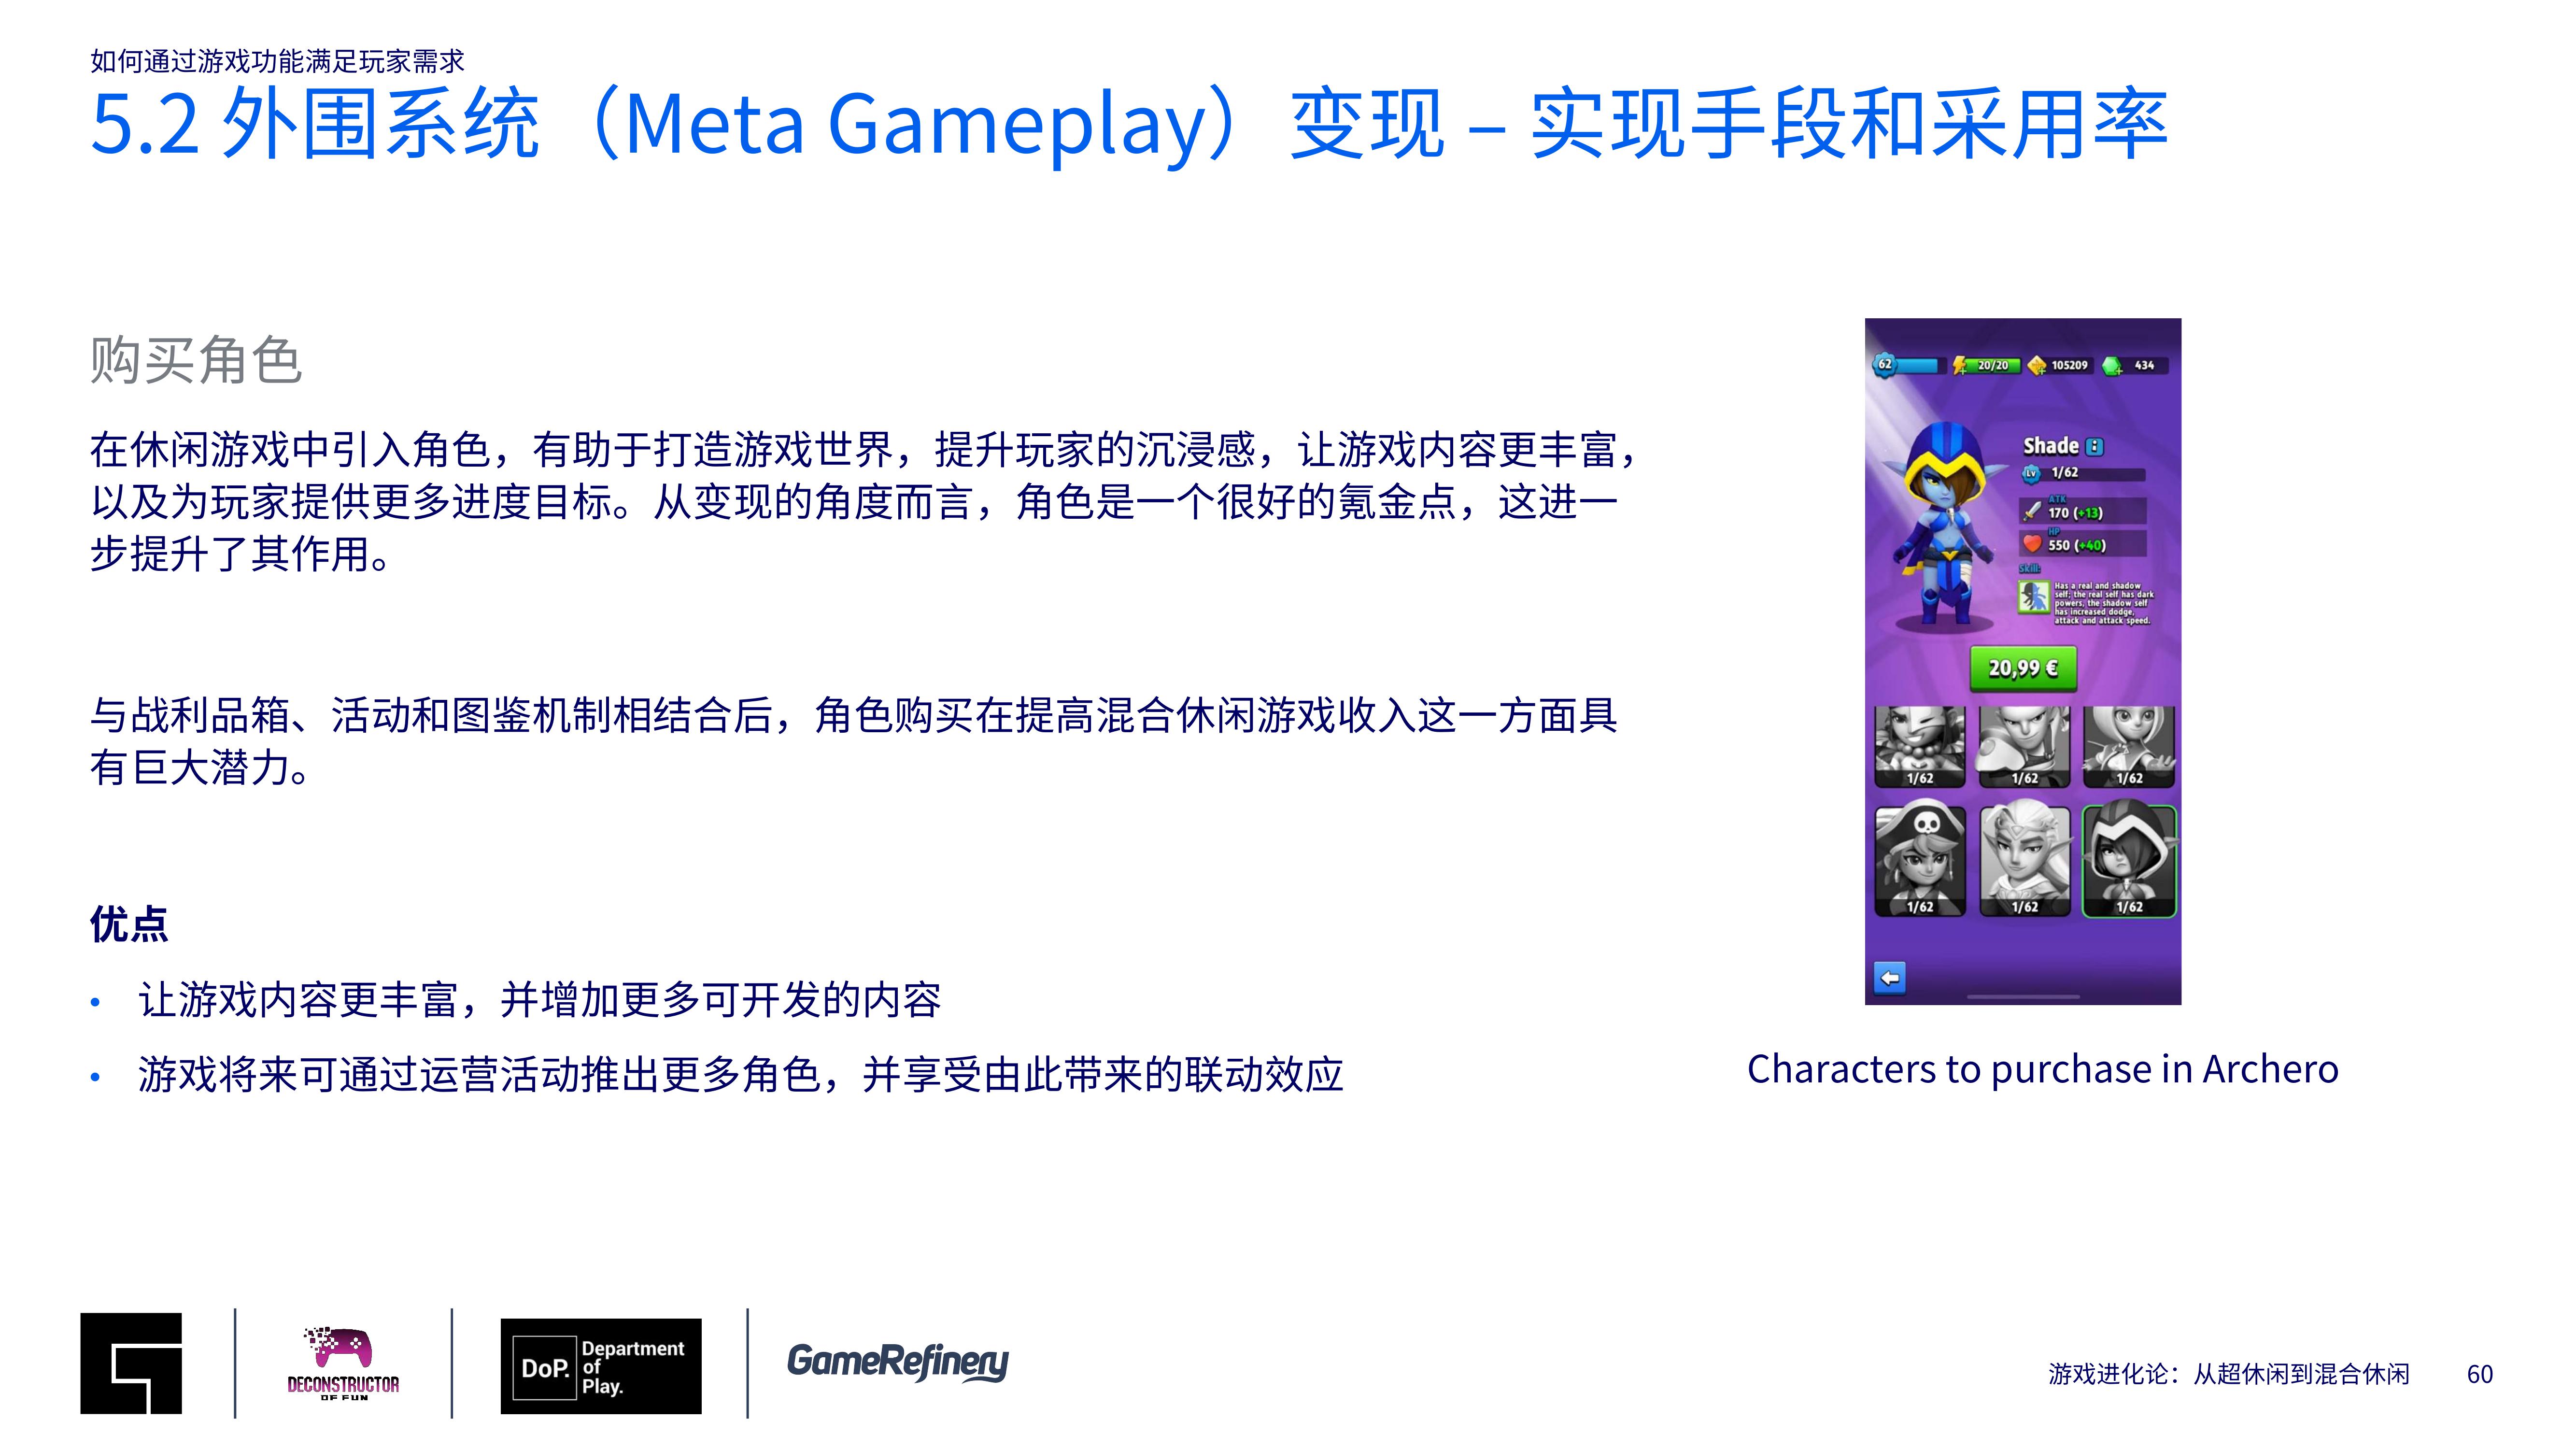 如何通过游戏功能满足玩家需求
5.2 外围系统（Meta Gameplay）变现 – 实现手段和采用率
购买角色
在休闲游戏中引入角色，有助于打造游戏世界，提升玩家的沉浸感，让游戏内容更丰富，
以及为玩家提供更多进度目标。从变现的角度而言，角色是一个很好的氪金点，这进一
步提升了其作用。
与战利品箱、活动和图鉴机制相结合后，角色购买在提高混合休闲游戏收入这一方面具
有巨大潜力。
优点
• 让游戏内容更丰富，并增加更多可开发的内容
• 游戏将来可通过运营活动推出更多角色，并享受由此带来的联动效应
62 20/20 105209 434
Shade
LV 1/62
ATK
170 (+13)
HP
550 (+40)
Skill:
Has a real and shadow
self; the real self has dark
powers, the shadow self
has increased dodge,
attack and attack speed.
20,99 €
1/62 1/62 1/62
1/62 1/62 1/62
Characters to purchase in Archero
DECONSTRUCTOR
OF FUN
DoP.
Department
of
Play.
GameRefinery
游戏进化论：从超休闲到混合休闲 60